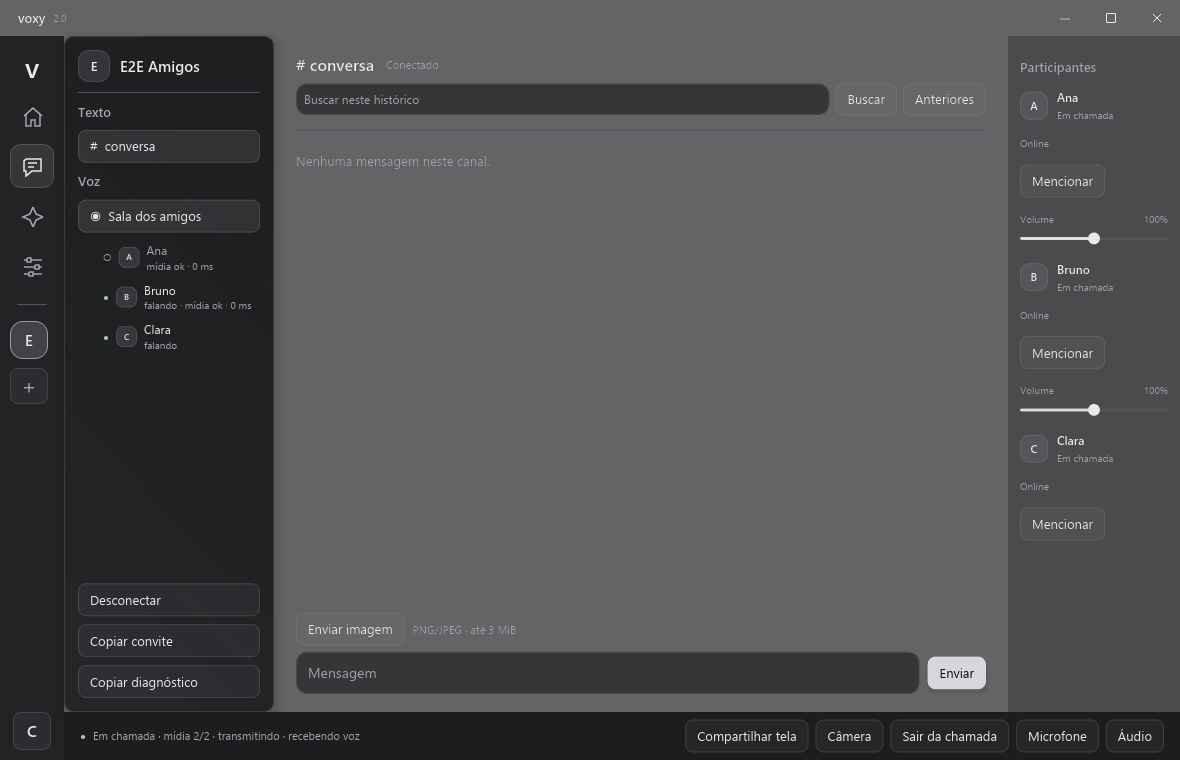 voxy 2.0
V
E E2E Amigos
Texto
# conversa
Voz
Sala dos amigos
A Ana
mídia ok · 0 ms
B Bruno
falando · mídia ok · 0 ms
C Clara
falando
E
+
Desconectar
Copiar convite
Copiar diagnóstico
C
# conversa Conectado
Buscar neste histórico Buscar Anteriores
Nenhuma mensagem neste canal.
Enviar imagem PNG/JPEG · até 3 MiB
Mensagem Enviar
Participantes
A Ana
Em chamada
Online
Mencionar
Volume 100%
B Bruno
Em chamada
Online
Mencionar
Volume 100%
C Clara
Em chamada
Online
Mencionar
Em chamada · mídia 2/2 · transmitindo · recebendo voz
Compartilhar tela Câmera Sair da chamada Microfone Áudio